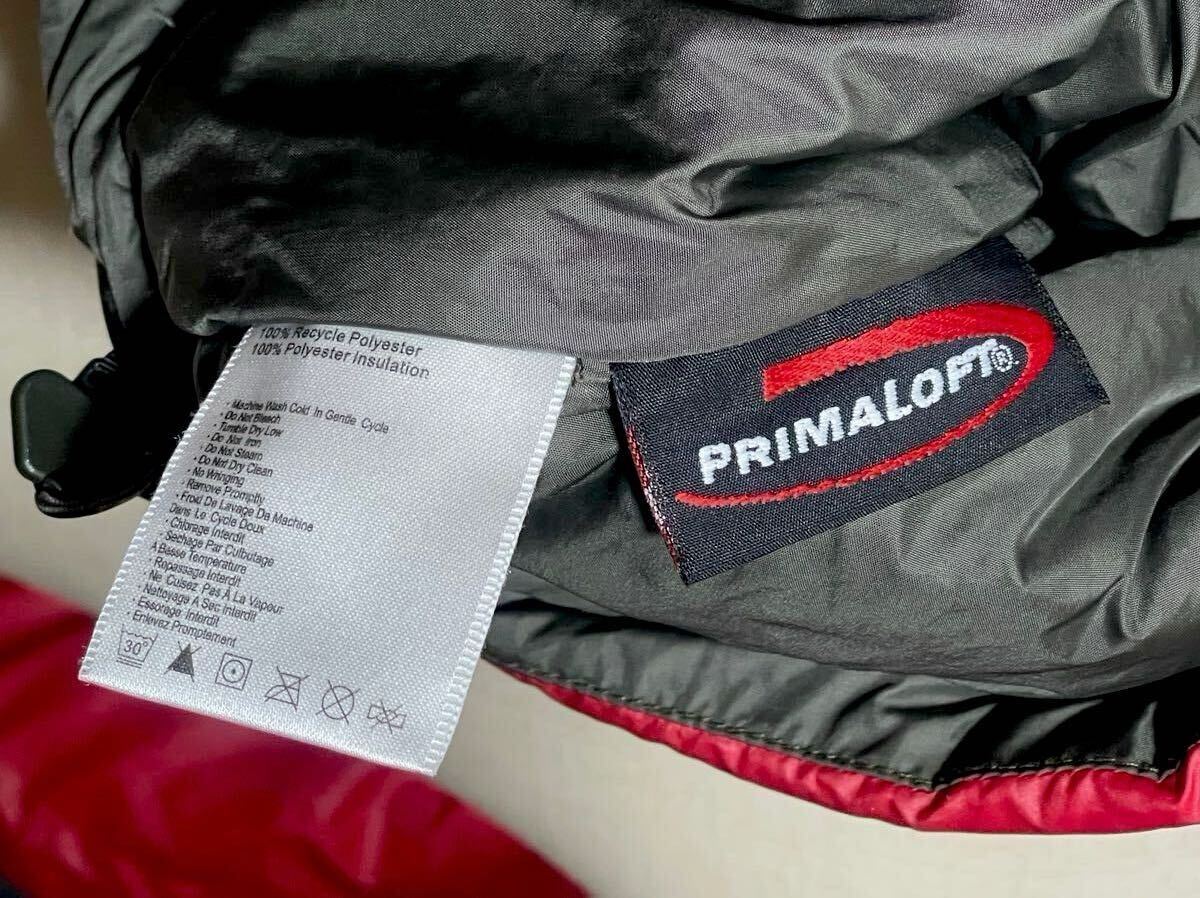 100% Recycle Polyester
100% Polyester Insulation
· Machine Wash Cold In Gentle Cycle
· Do Not Bleach
· Tumble Dry Low
· Do Not Iron
· Do Not Steam
· Do Not Dry Clean
· No Wringing
· Remove Promptly
· Froid De Lavage De Machine
Dans Le Cycle Doux
· Chlorage Interdit
· Sechage Par Culbutage
À Basse Temperature
· Repassage Interdit
· Ne Cuisez Pas À La Vapeur
· Nettoyage À Sec Interdit
· Essorage Interdit
· Enlevez Promptement
30°
PRIMALOFT®